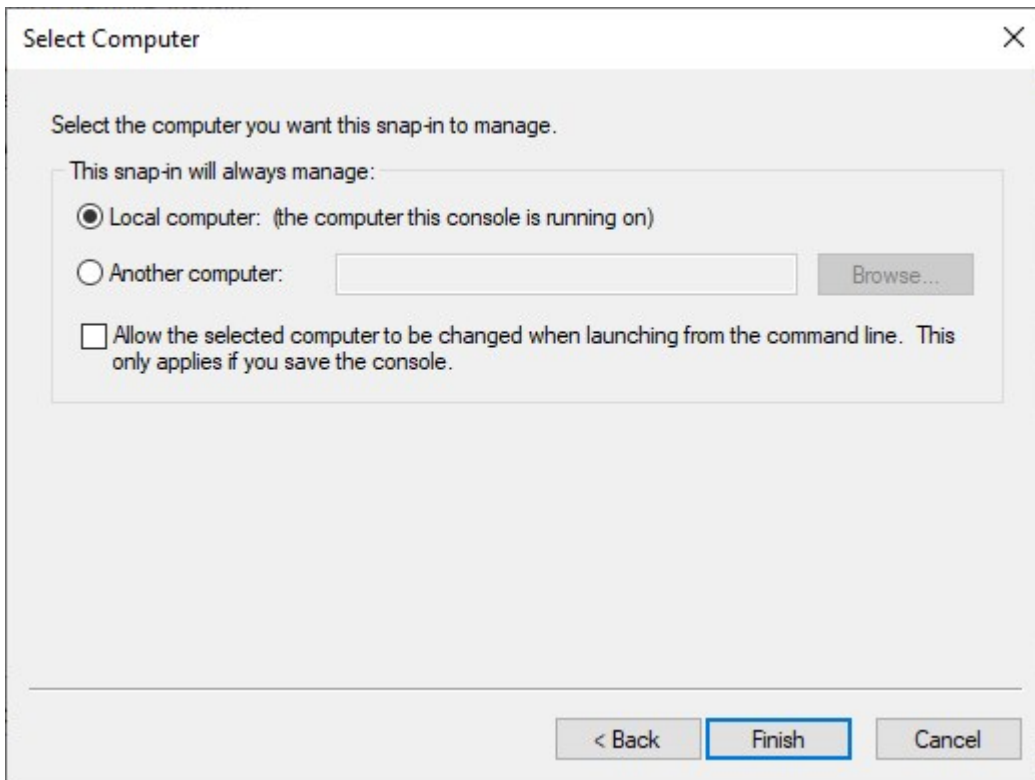 Select Computer
Select the computer you want this snap-in to manage.
This snap-in will always manage:
Local computer: (the computer this console is running on)
Another computer:
Browse...
Allow the selected computer to be changed when launching from the command line. This
only applies if you save the console.
< Back
Finish
Cancel